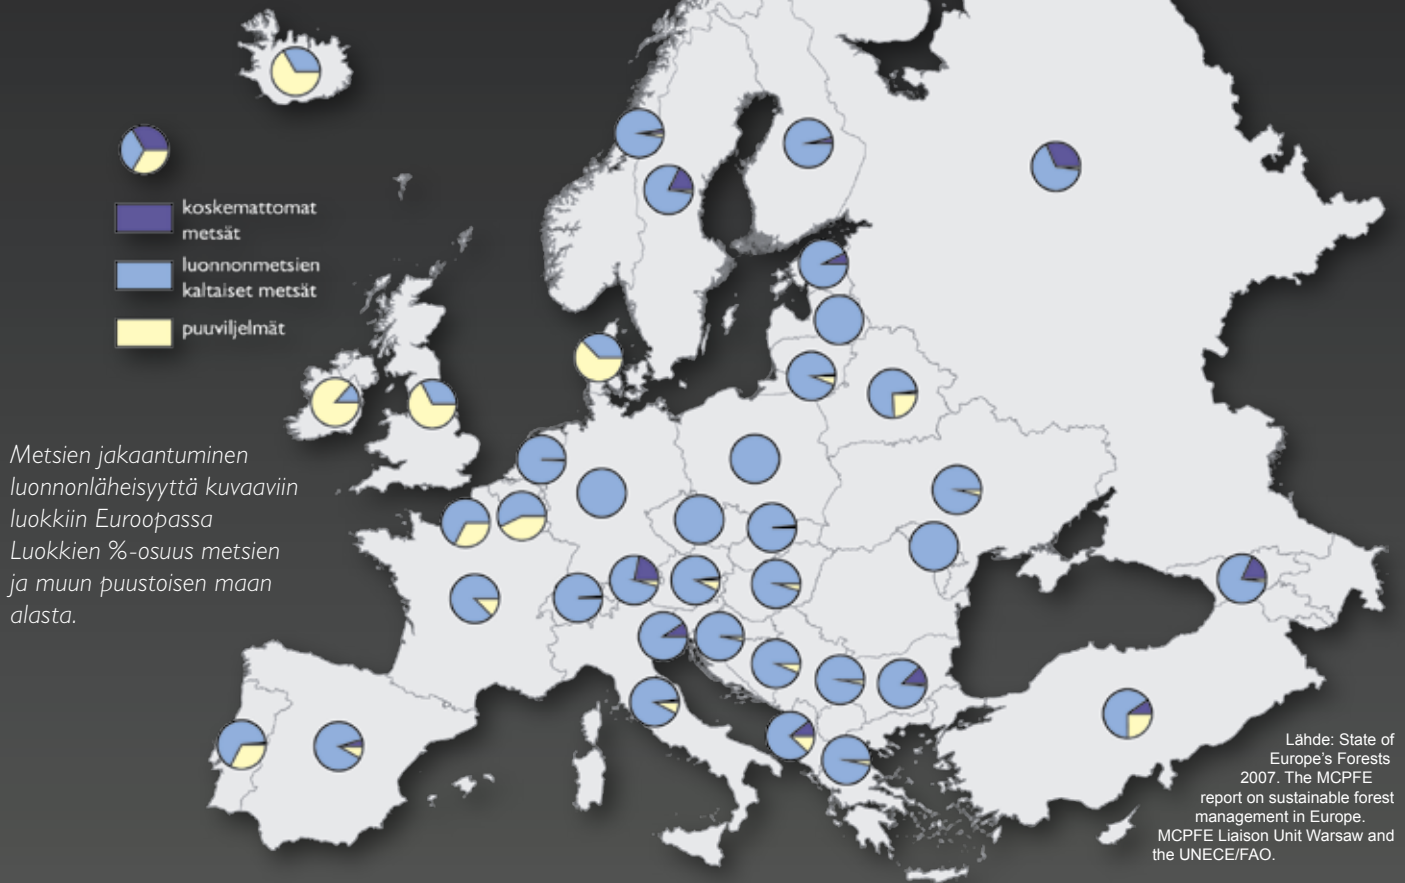 koskemattomat
metsät
luonnonmetsien
kaltaiset metsät
puuviljelmät
Metsien jakaantuminen
luonnonläheisyyttä kuvaaviin
luokkiin Euroopassa
Luokkien %-osuus metsien
ja muun puustoisen maan
alasta.
Lähde: State of
Europe's Forests
2007. The MCPFE
report on sustainable forest
management in Europe.
MCPFE Liaison Unit Warsaw and
the UNECE/FAO.